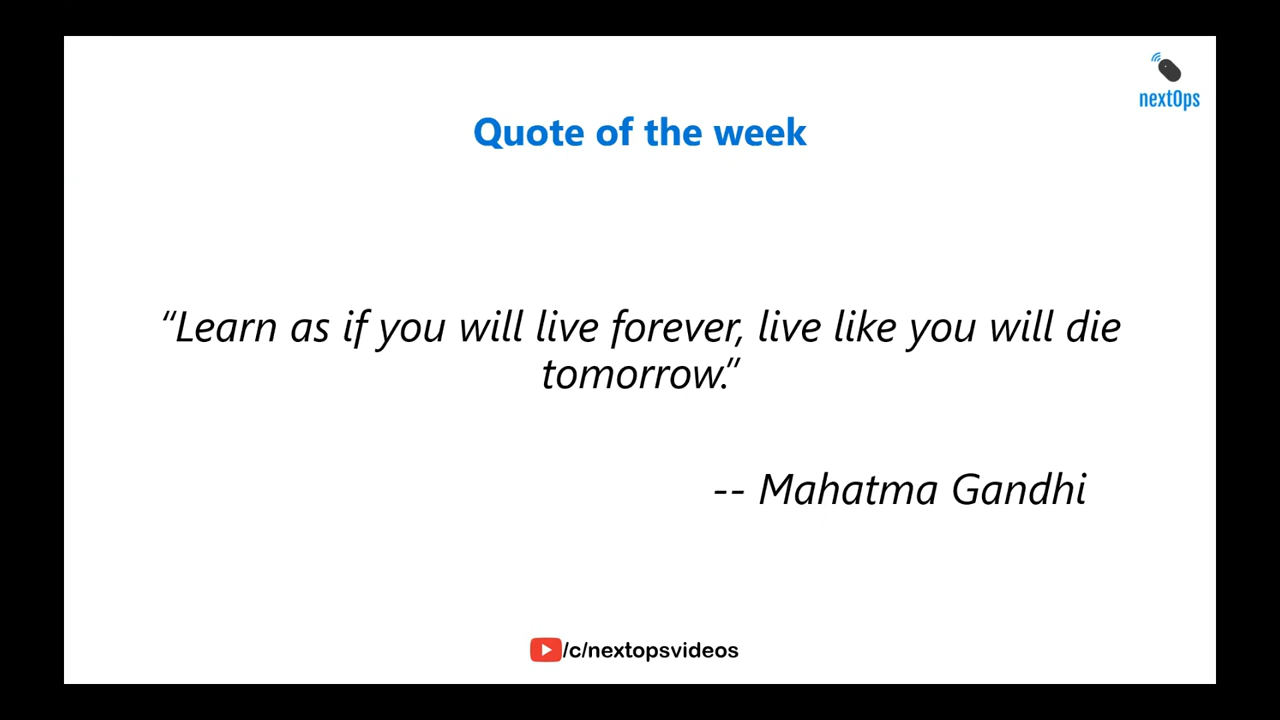 nextOps
Quote of the week
“Learn as if you will live forever, live like you will die
tomorrow.”
-- Mahatma Gandhi
/c/nextopsvideos